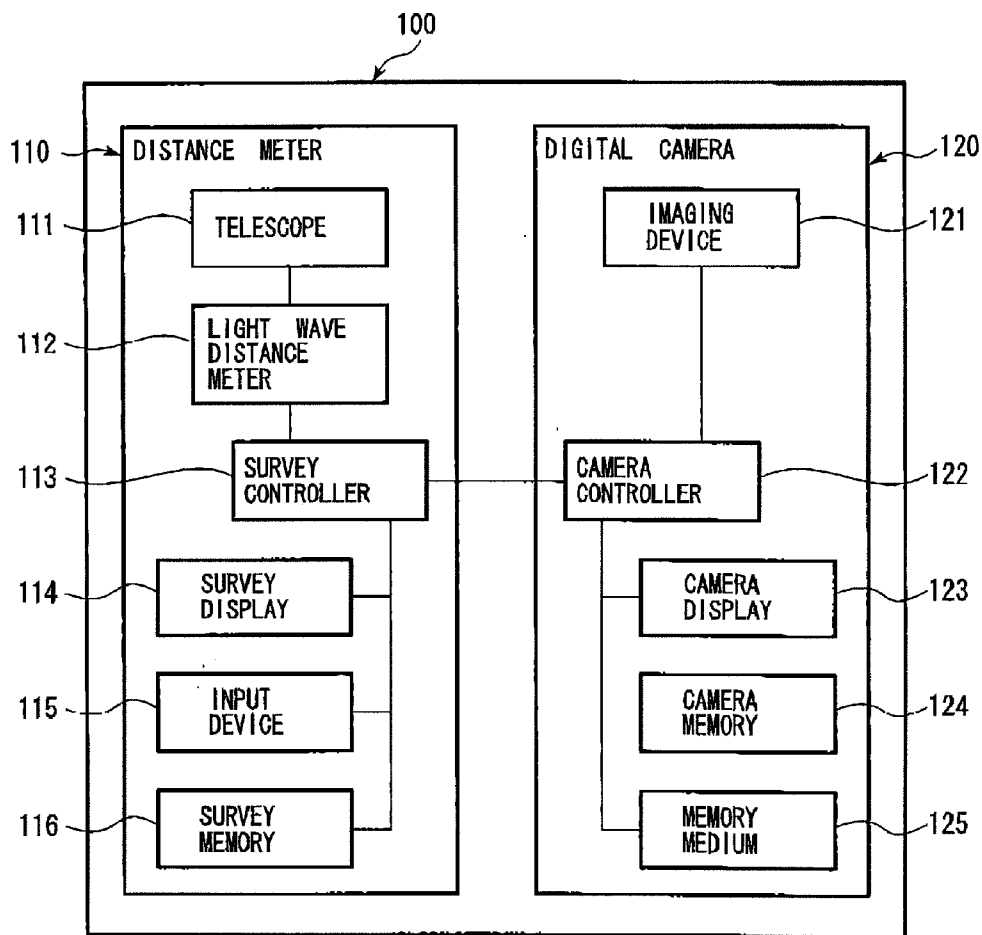 100
110
DISTANCE METER
DIGITAL CAMERA
120
111
TELESCOPE
IMAGING
DEVICE
121
112
LIGHT WAVE
DISTANCE
METER
113
SURVEY
CONTROLLER
CAMERA
CONTROLLER
122
114
SURVEY
DISPLAY
CAMERA
DISPLAY
123
115
INPUT
DEVICE
CAMERA
MEMORY
124
116
SURVEY
MEMORY
MEMORY
MEDIUM
125